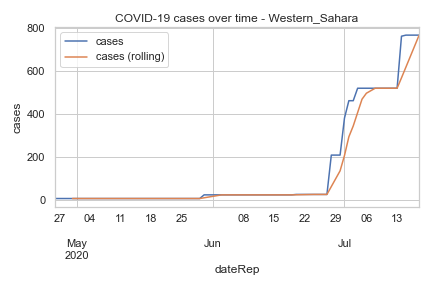 COVID-19 cases over time - Western_Sahara
cases
cases (rolling)
800
600
400
200
0
cases
27 04 11 18 25 08 15 22 29 06 13
May Jun Jul
2020
dateRep